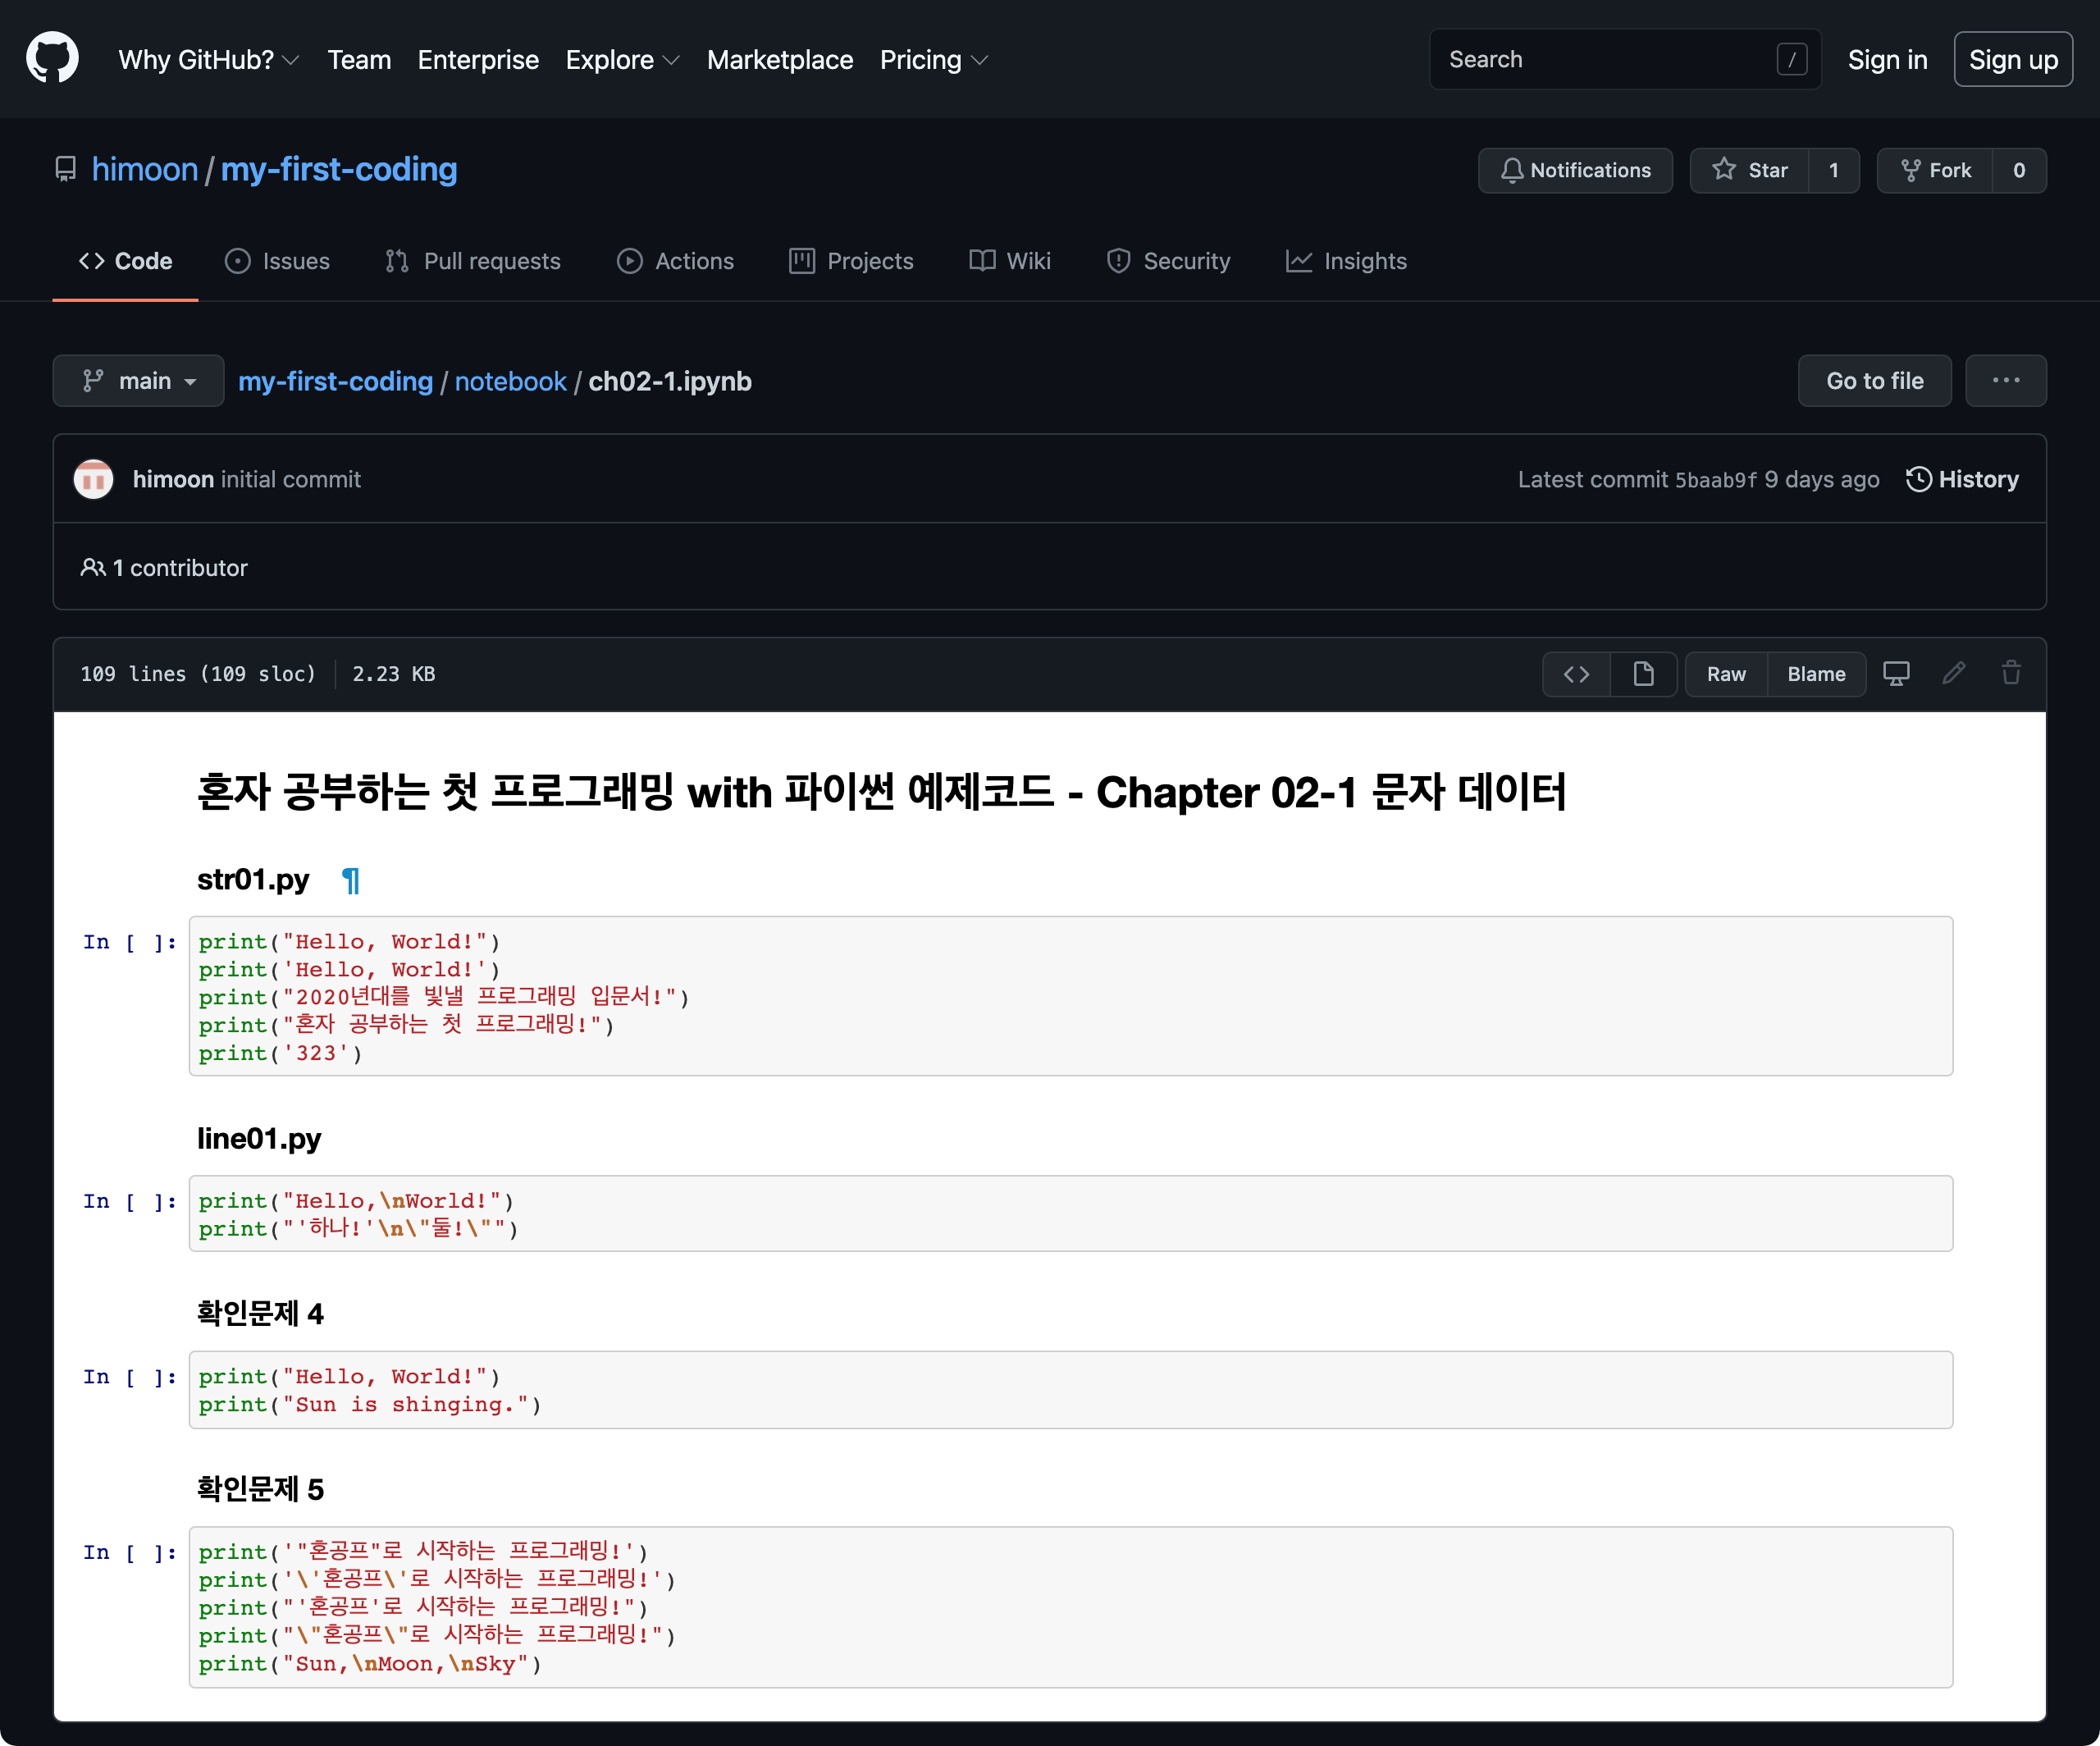 Why GitHub? Team Enterprise Explore Marketplace Pricing Search / Sign in Sign up
himoon / my-first-coding Notifications Star 1 Fork 0
Code Issues Pull requests Actions Projects Wiki Security Insights
main my-first-coding / notebook / ch02-1.ipynb Go to file ...
himoon initial commit Latest commit 5baab9f 9 days ago History
1 contributor
109 lines (109 sloc) 2.23 KB <> Raw Blame
혼자 공부하는 첫 프로그래밍 with 파이썬 예제코드 - Chapter 02-1 문자 데이터
str01.py ¶
In [ ]: print("Hello, World!")
print('Hello, World!')
print("2020년대를 빛낼 프로그래밍 입문서!")
print("혼자 공부하는 첫 프로그래밍!")
print('323')
line01.py
In [ ]: print("Hello,\nWorld!")
print("'하나!'\n\"둘!\"")
확인문제 4
In [ ]: print("Hello, World!")
print("Sun is shinging.")
확인문제 5
In [ ]: print('"혼공프"로 시작하는 프로그래밍!')
print('\'혼공프\'로 시작하는 프로그래밍!')
print("'혼공프'로 시작하는 프로그래밍!")
print("\"혼공프\"로 시작하는 프로그래밍!")
print("Sun,\nMoon,\nSky")